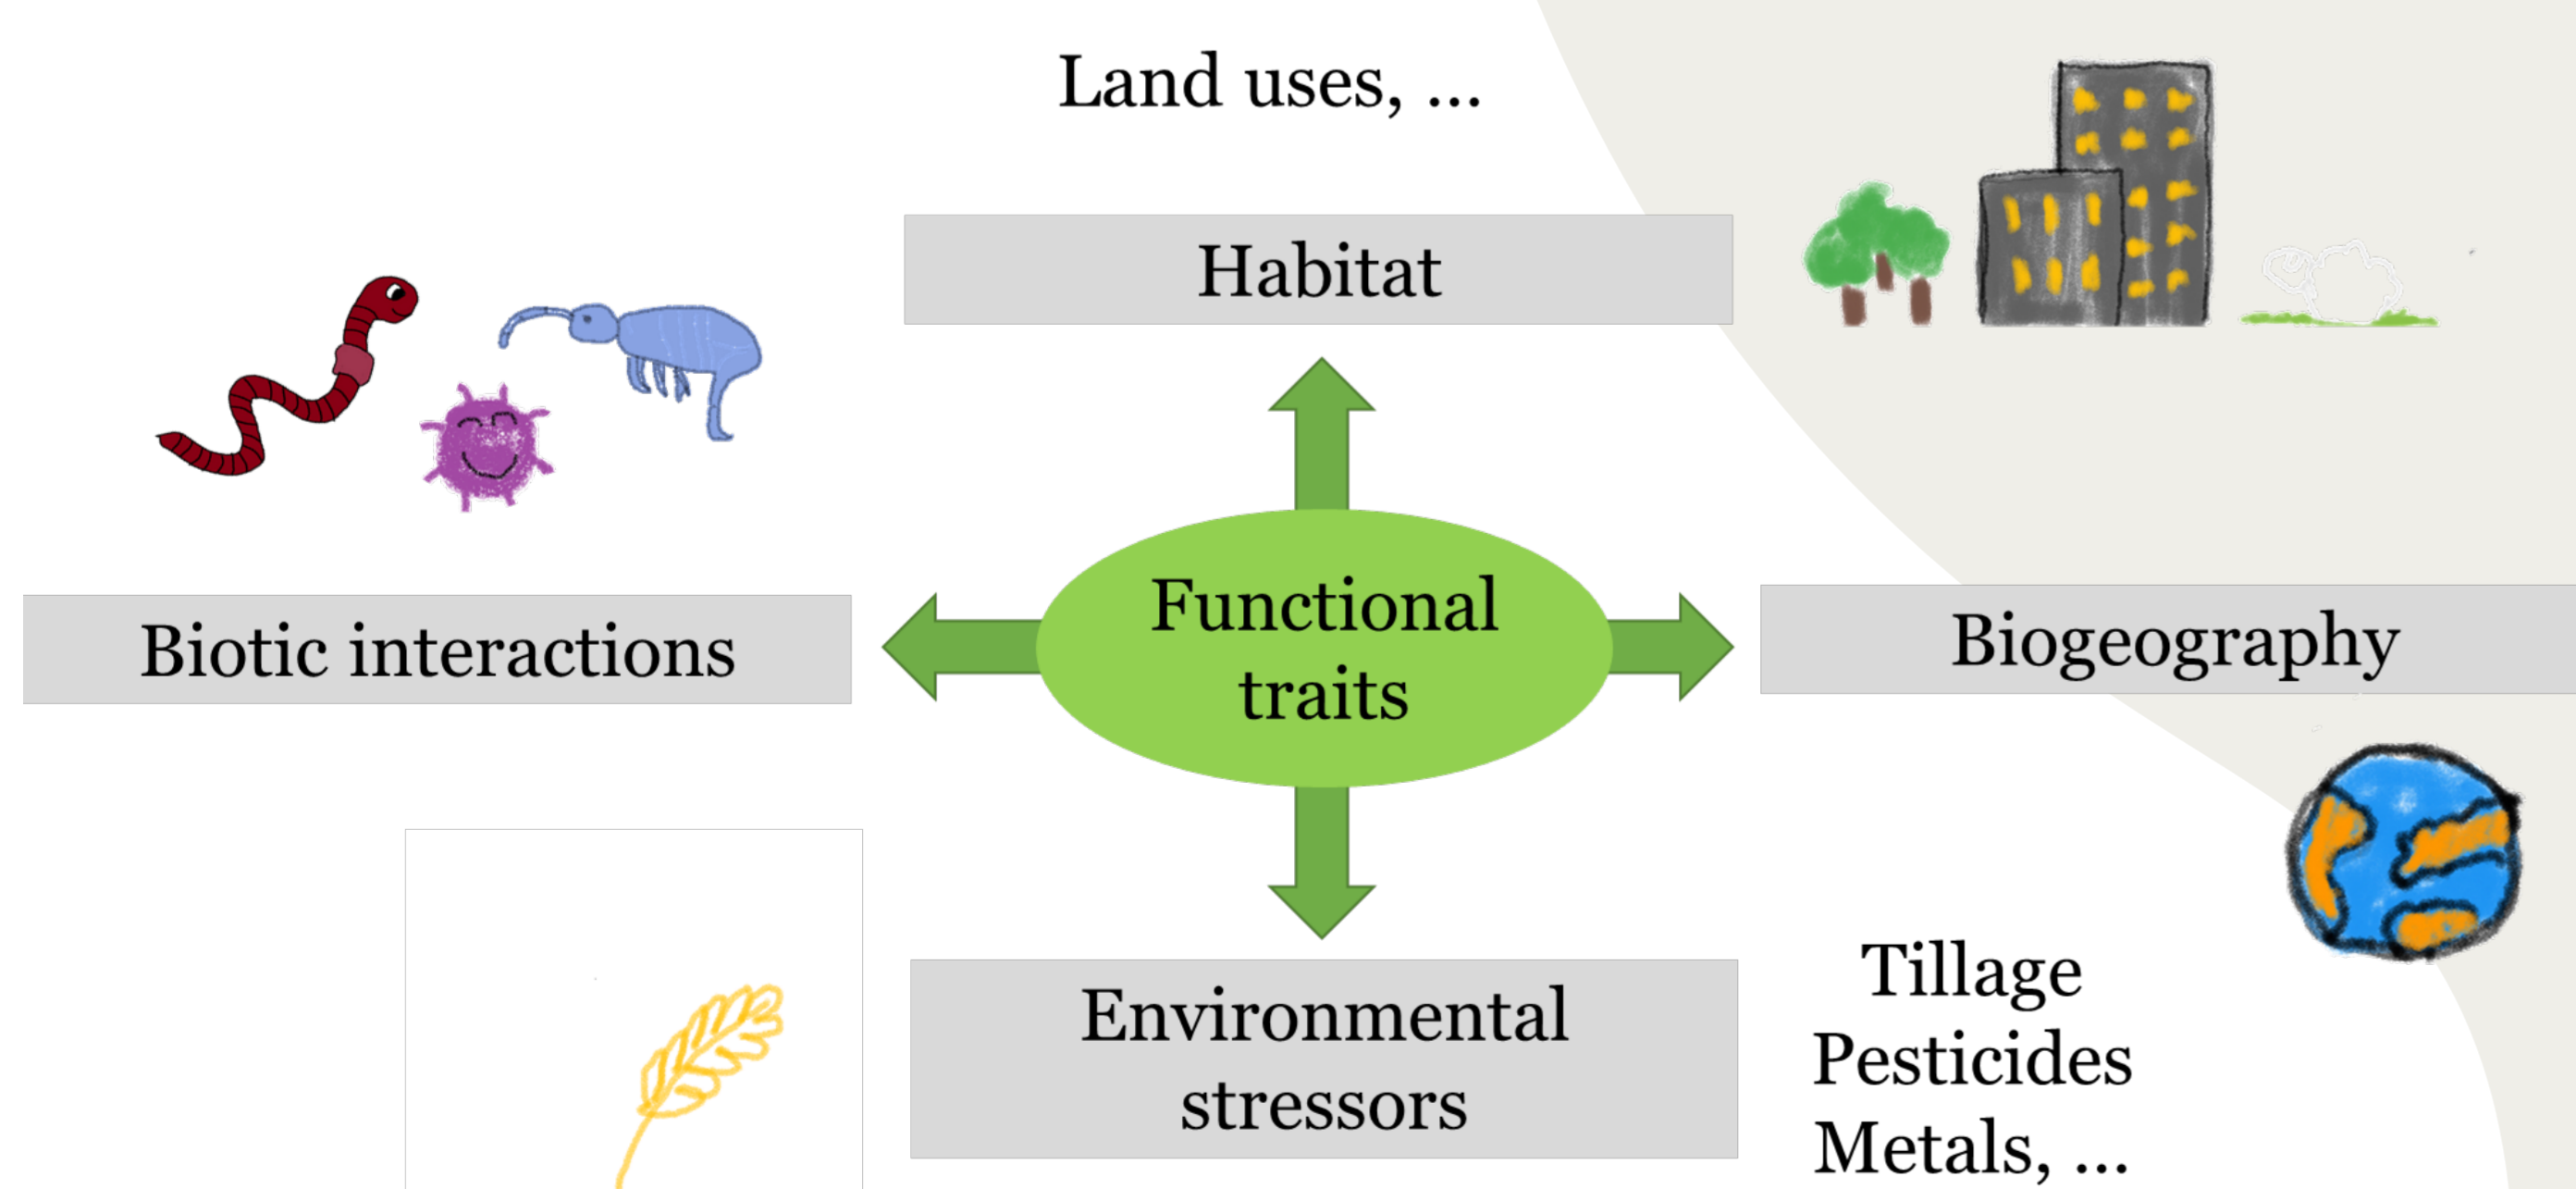 Land uses, ...
Habitat
Biotic interactions
Functional
traits
Biogeography
Environmental
stressors
Tillage
Pesticides
Metals, ...